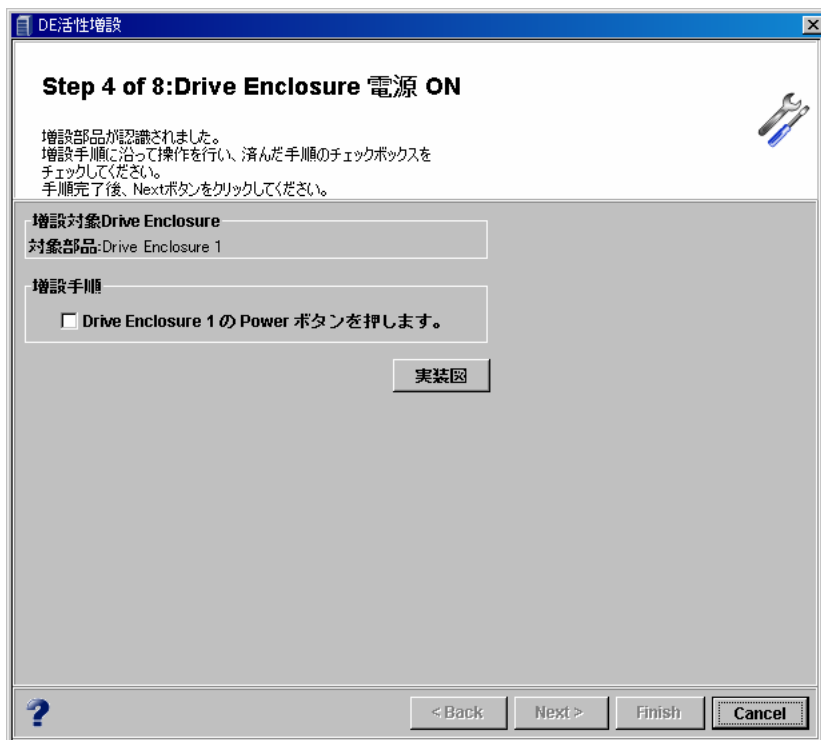 DE活性増設
Step 4 of 8:Drive Enclosure 電源 ON
増設部品が認識されました。
増設手順に沿って操作を行い、済んだ手順のチェックボックスを
チェックしてください。
手順完了後、Nextボタンをクリックしてください。
増設対象Drive Enclosure
対象部品:Drive Enclosure 1
増設手順
Drive Enclosure 1 の Power ボタンを押します。
実装図
? < Back Next > Finish Cancel